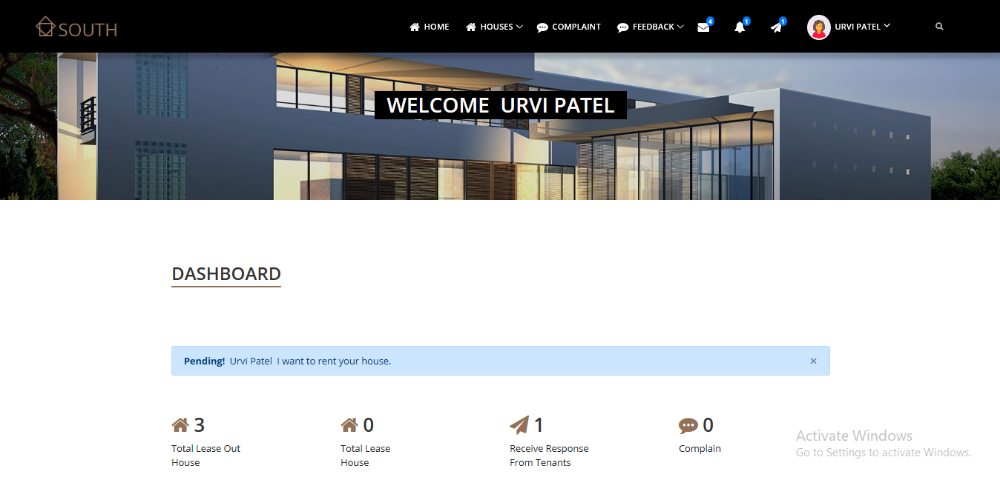 SOUTH HOME HOUSES COMPLAINT FEEDBACK 4 1 1 URVI PATEL
WELCOME URVI PATEL
DASHBOARD
Pending! Urvi Patel I want to rent your house. ×
3 0 1 0
Total Lease Out House
Total Lease House
Receive Response From Tenants
Complain
Activate Windows
Go to Settings to activate Windows.